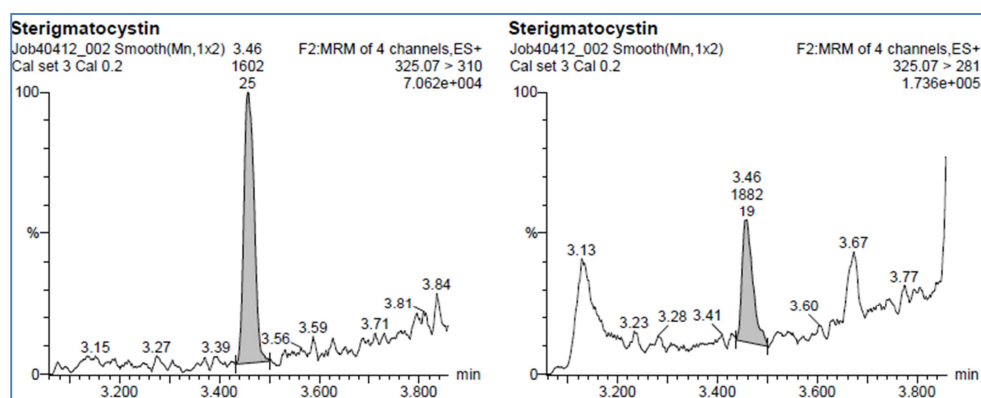 Sterigmatocystin
Job40412_002 Smooth(Mn,1x2)
Cal set 3 Cal 0.2
F2:MRM of 4 channels,ES+
325.07 > 310
7.062e+004
3.46
1602
25
100
%
0
3.15
3.27
3.39
3.56
3.59
3.71
3.81
3.84
3.200
3.400
3.600
3.800
min
Sterigmatocystin
Job40412_002 Smooth(Mn,1x2)
Cal set 3 Cal 0.2
F2:MRM of 4 channels,ES+
325.07 > 281
1.736e+005
100
%
0
3.13
3.23
3.28
3.41
3.46
1882
19
3.60
3.67
3.77
3.200
3.400
3.600
3.800
min